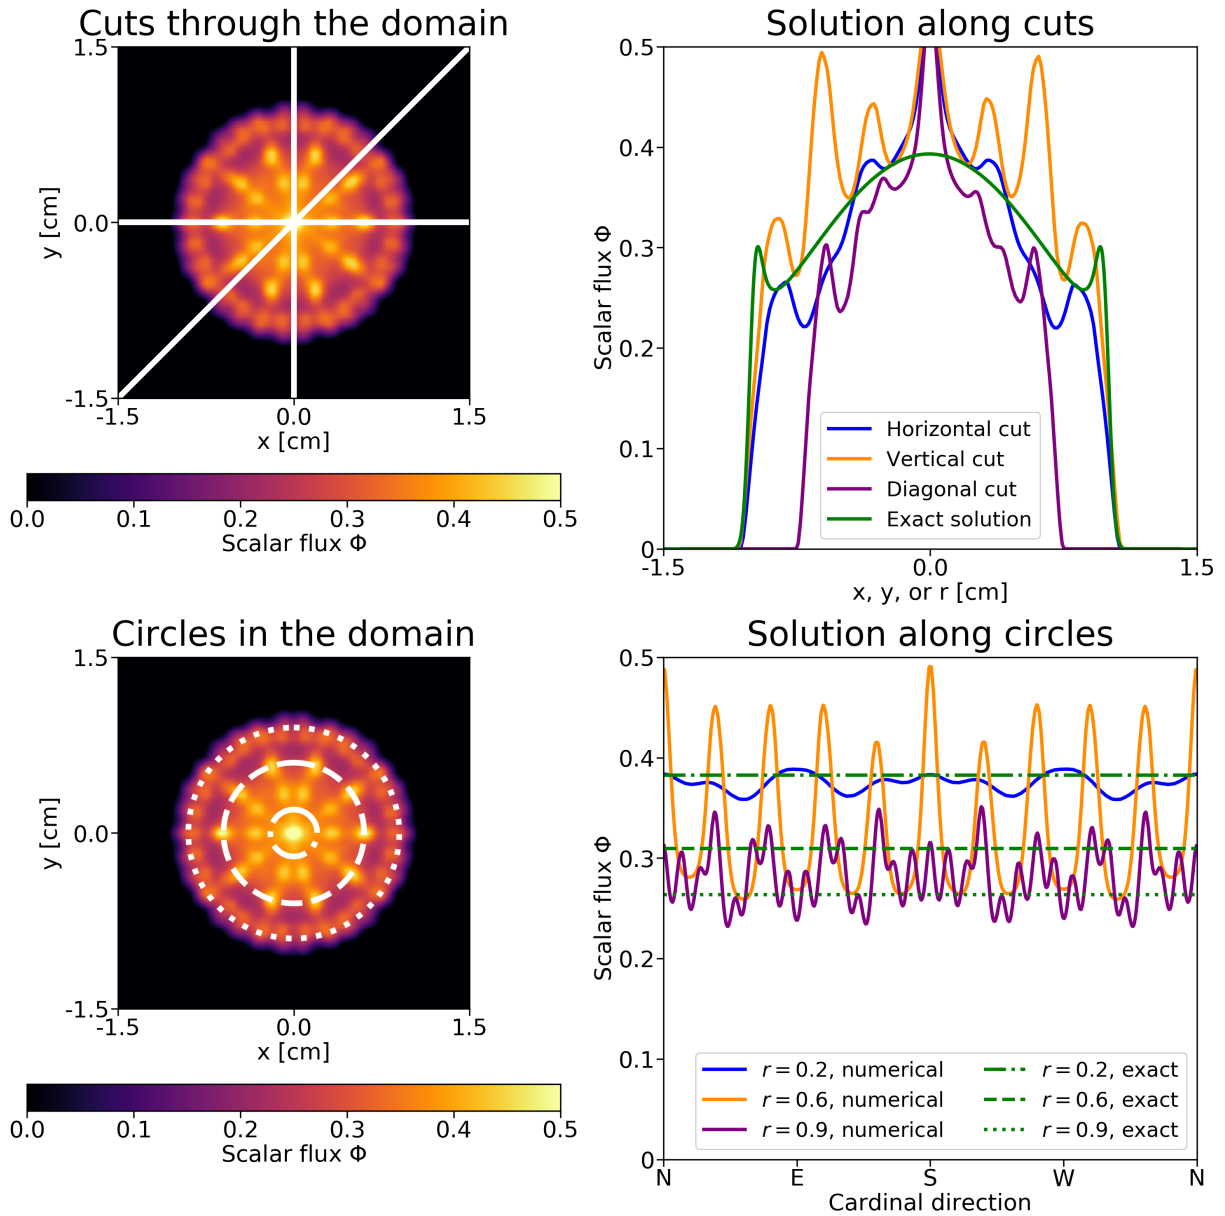 Cuts through the domain
1.5
0.0
-1.5
y [cm]
-1.5 0.0 1.5
x [cm]
0.0 0.1 0.2 0.3 0.4 0.5
Scalar flux Φ
Solution along cuts
0.5
0.4
0.3
0.2
0.1
0
Scalar flux Φ
Horizontal cut
Vertical cut
Diagonal cut
Exact solution
-1.5 0.0 1.5
x, y, or r [cm]
Circles in the domain
1.5
0.0
-1.5
y [cm]
-1.5 0.0 1.5
x [cm]
0.0 0.1 0.2 0.3 0.4 0.5
Scalar flux Φ
Solution along circles
0.5
0.4
0.3
0.2
0.1
0
Scalar flux Φ
r = 0.2, numerical r = 0.2, exact
r = 0.6, numerical r = 0.6, exact
r = 0.9, numerical r = 0.9, exact
N E S W N
Cardinal direction